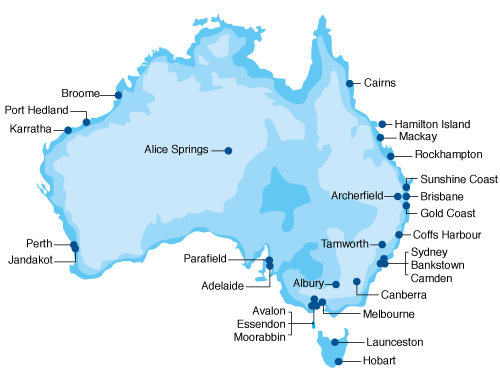 Cairns
Broome
Port Hedland
Karratha
Hamilton Island
Mackay
Alice Springs
Rockhampton
Sunshine Coast
Archerfield
Brisbane
Gold Coast
Coffs Harbour
Perth
Jandakot
Tamworth
Parafield
Sydney
Bankstown
Camden
Adelaide
Albury
Canberra
Avalon
Essendon
Moorabbin
Melbourne
Launceston
Hobart